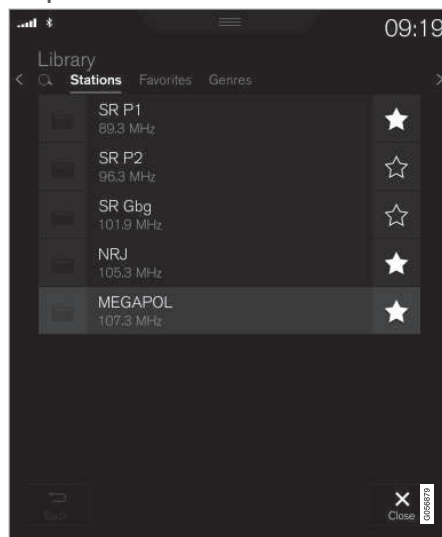 09:19
Library
Stations Favorites Genres
SR P1
89.3 MHz
SR P2
96.3 MHz
SR Gbg
101.9 MHz
NRJ
105.3 MHz
MEGAPOL
107.3 MHz
Back
Close
G056879